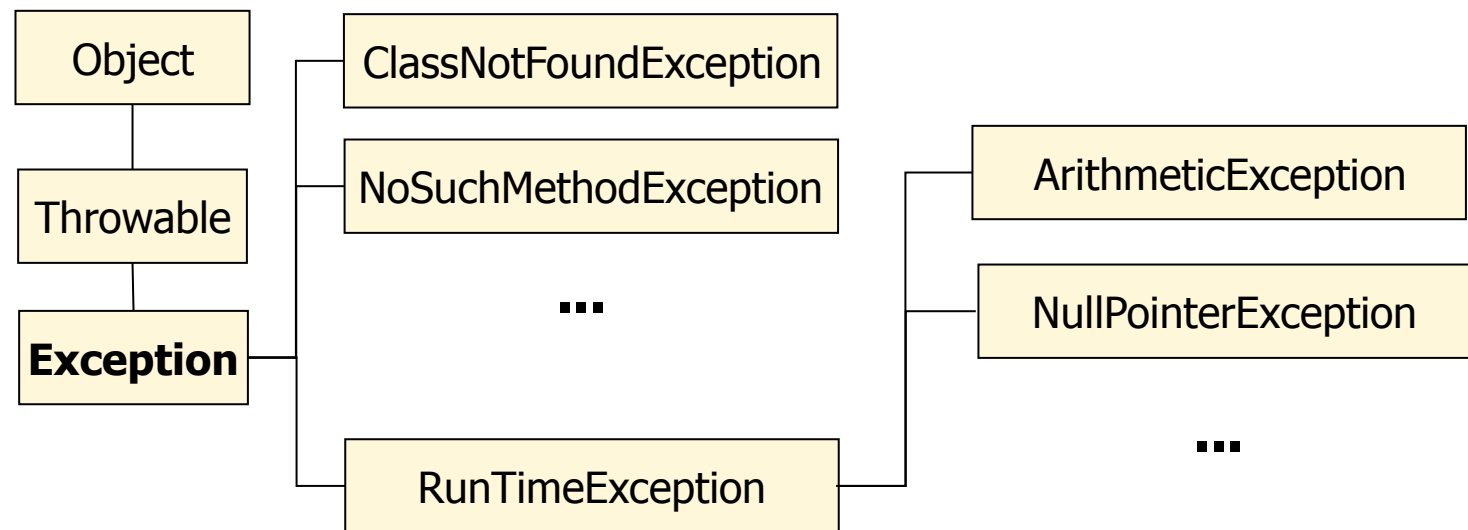 Object
Throwable
Exception
ClassNotFoundException
NoSuchMethodException
...
RunTimeException
ArithmeticException
NullPointerException
...